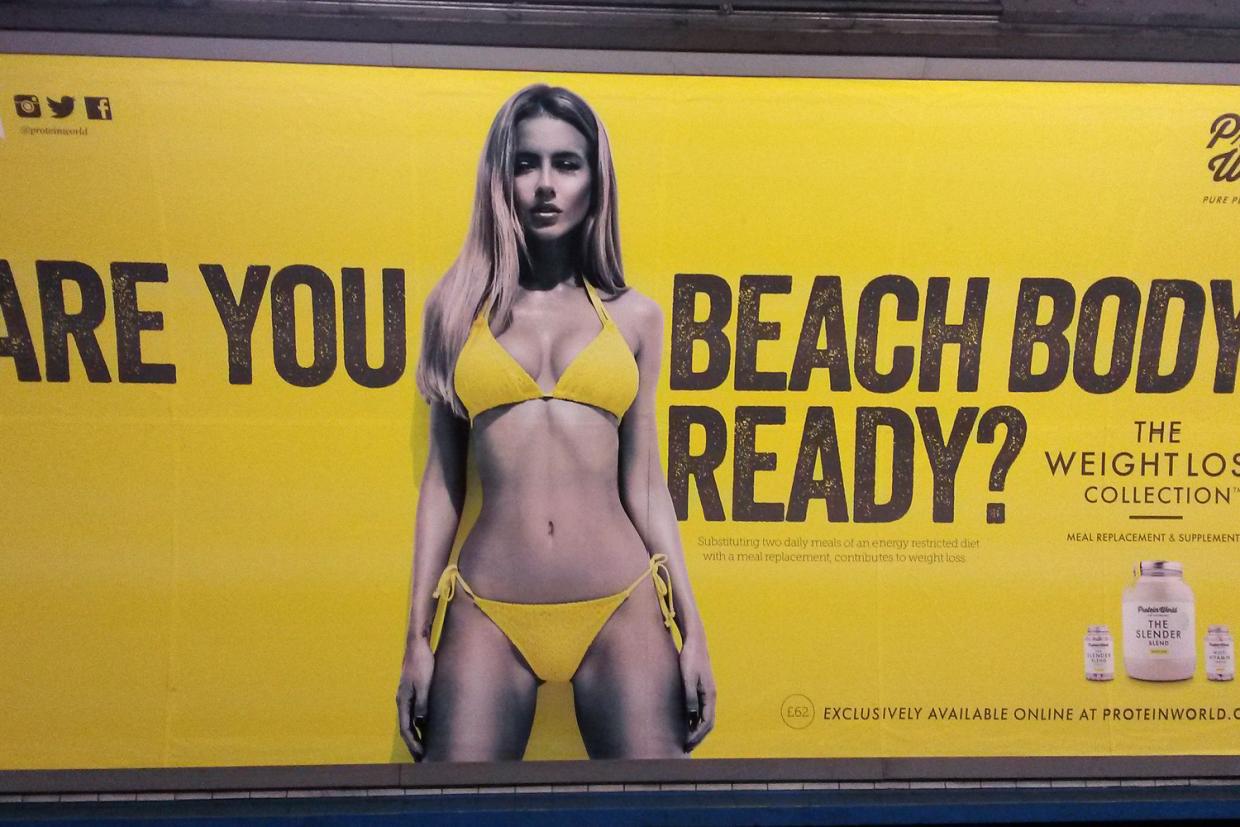 @proteinworld
PURE
ARE YOU
BEACH BODY
READY?
Substituting two daily meals of an energy restricted diet
with a meal replacement, contributes to weight loss.
THE
WEIGHT LOS
COLLECTION™
MEAL REPLACEMENT & SUPPLEMENT
Protein World
THE
SLENDER
BLEND
SLENDER
BLEND
£62
EXCLUSIVELY AVAILABLE ONLINE AT PROTEINWORLD.C